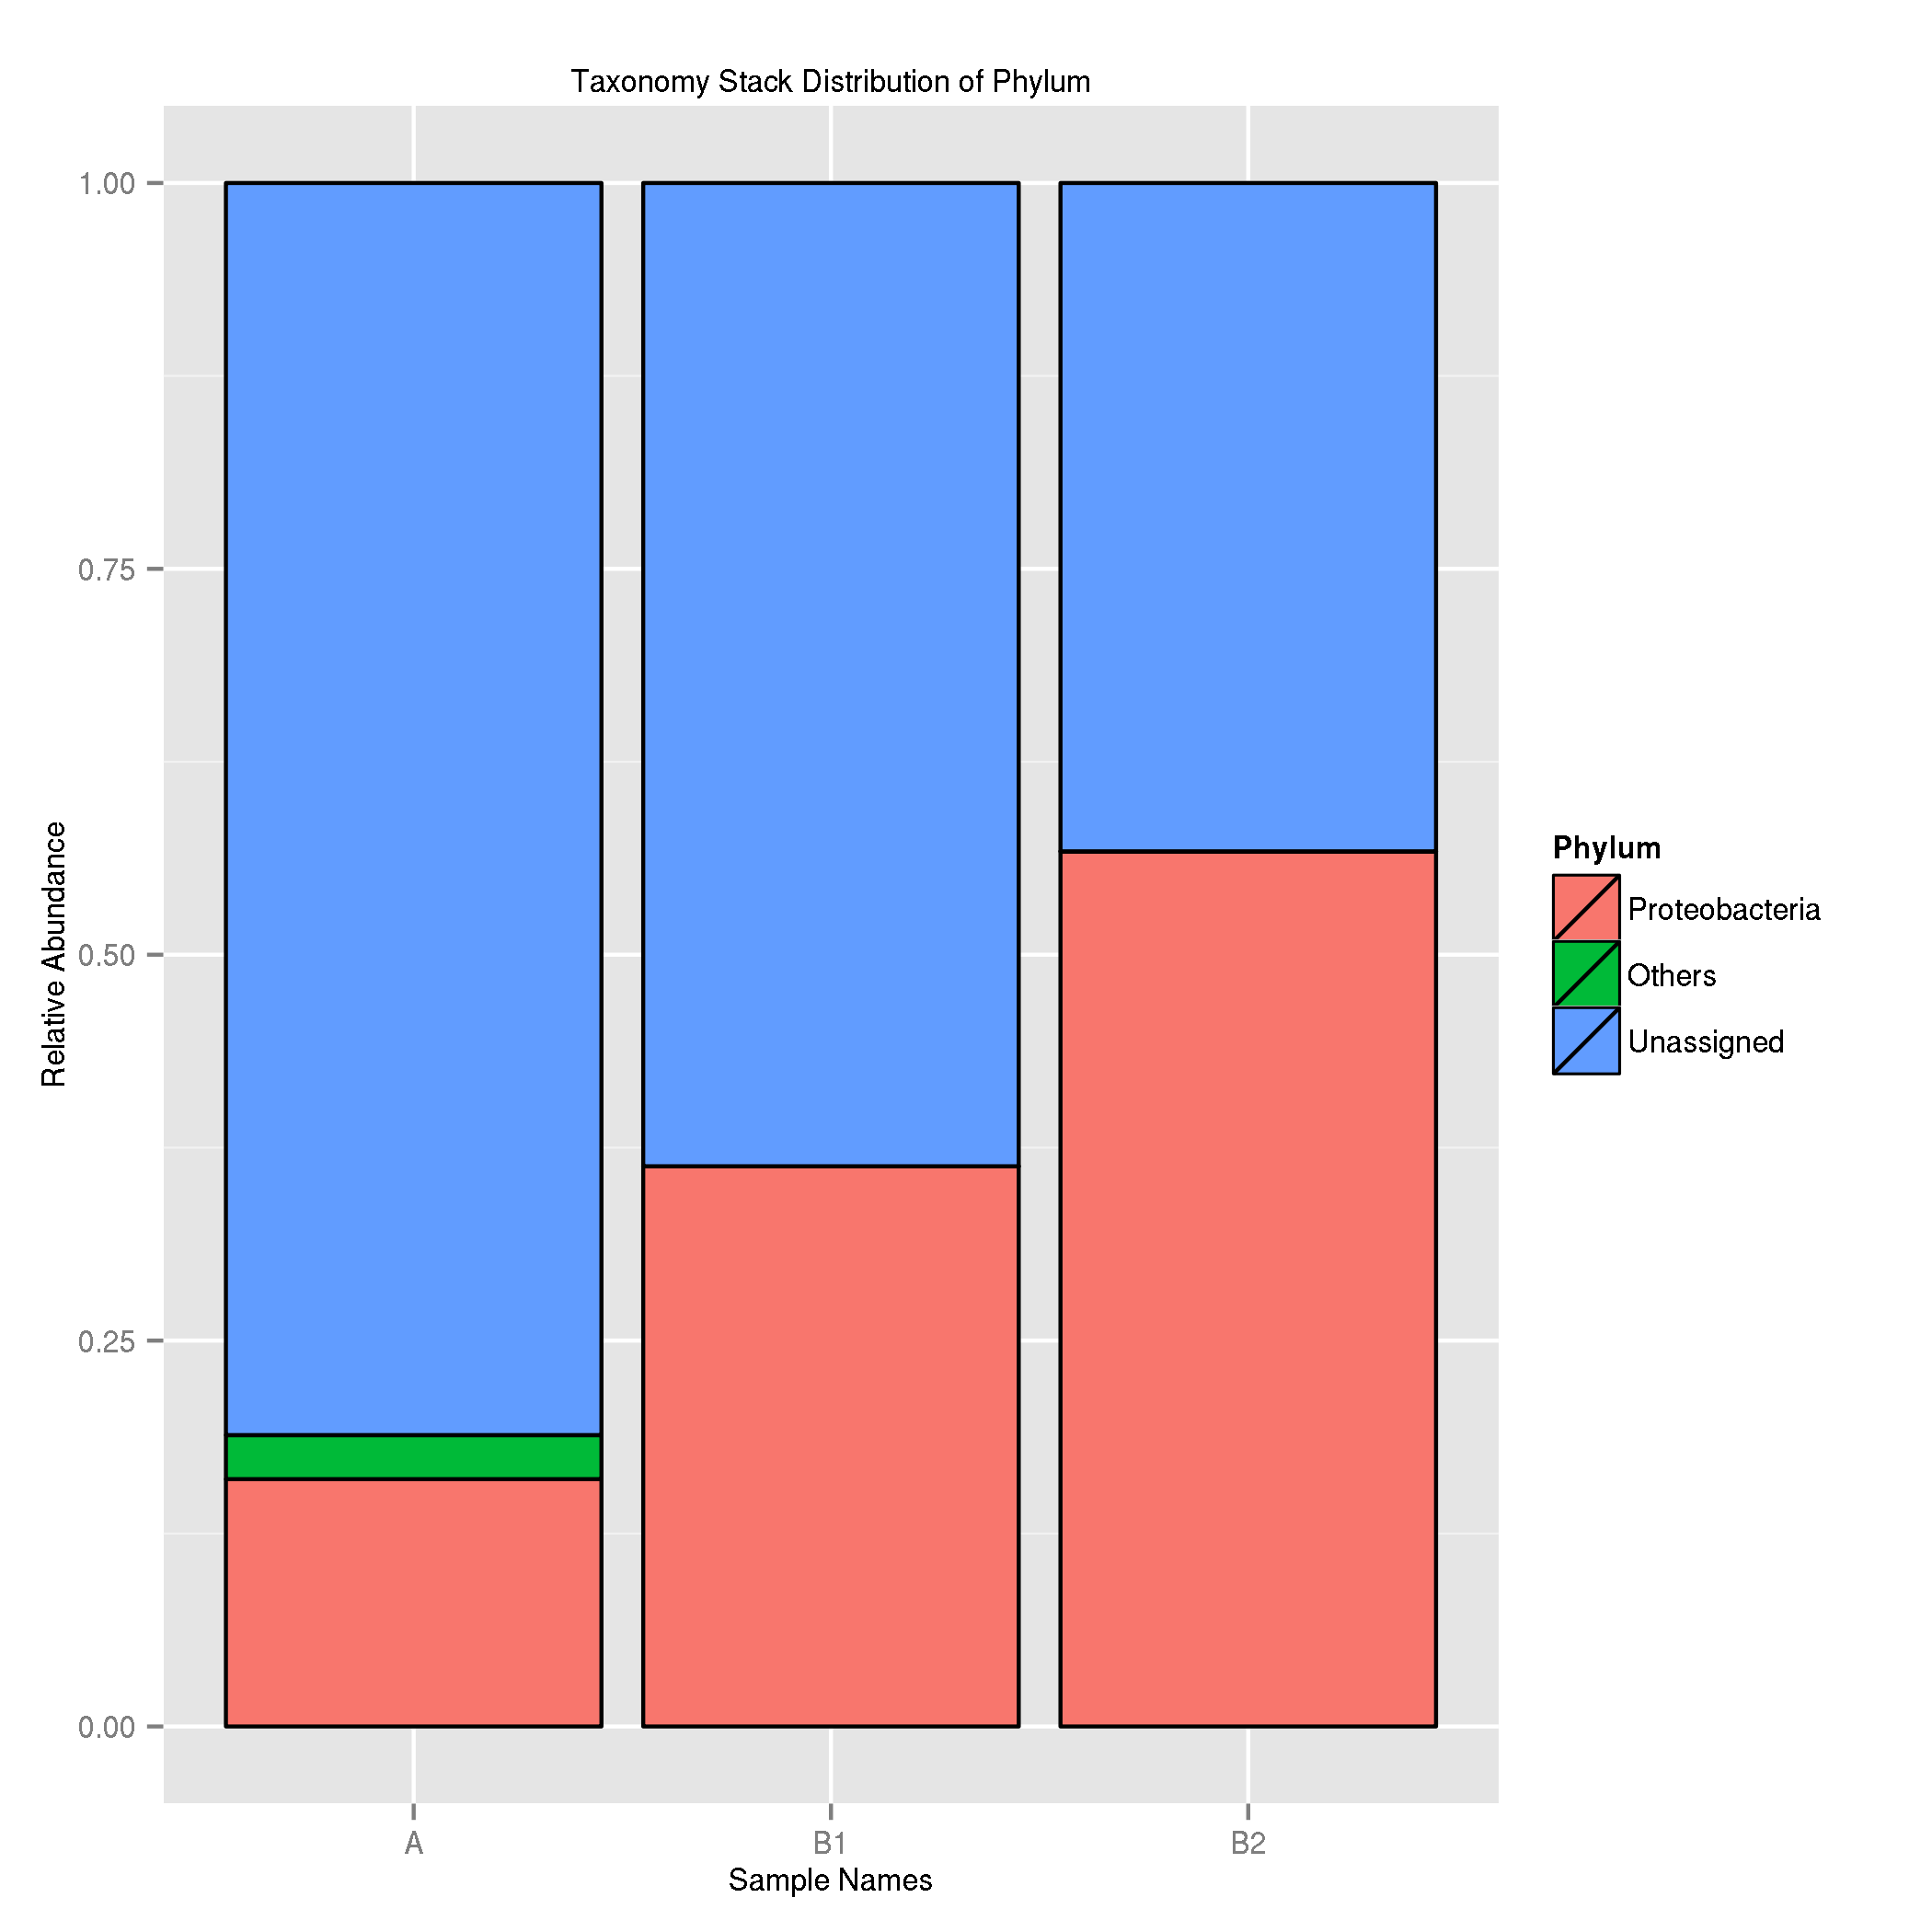 Taxonomy Stack Distribution of Phylum
Relative Abundance
1.00
0.75
0.50
0.25
0.00
A B1 B2
Sample Names
Phylum
Proteobacteria
Others
Unassigned